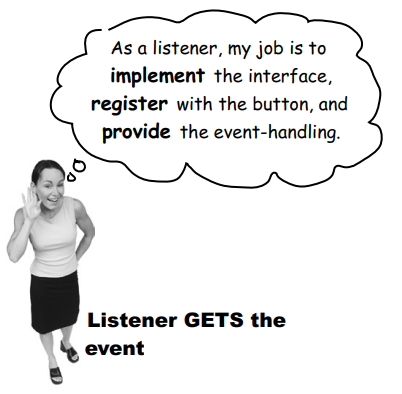 As a listener, my job is to
implement the interface,
register with the button, and
provide the event-handling.
Listener GETS the
event